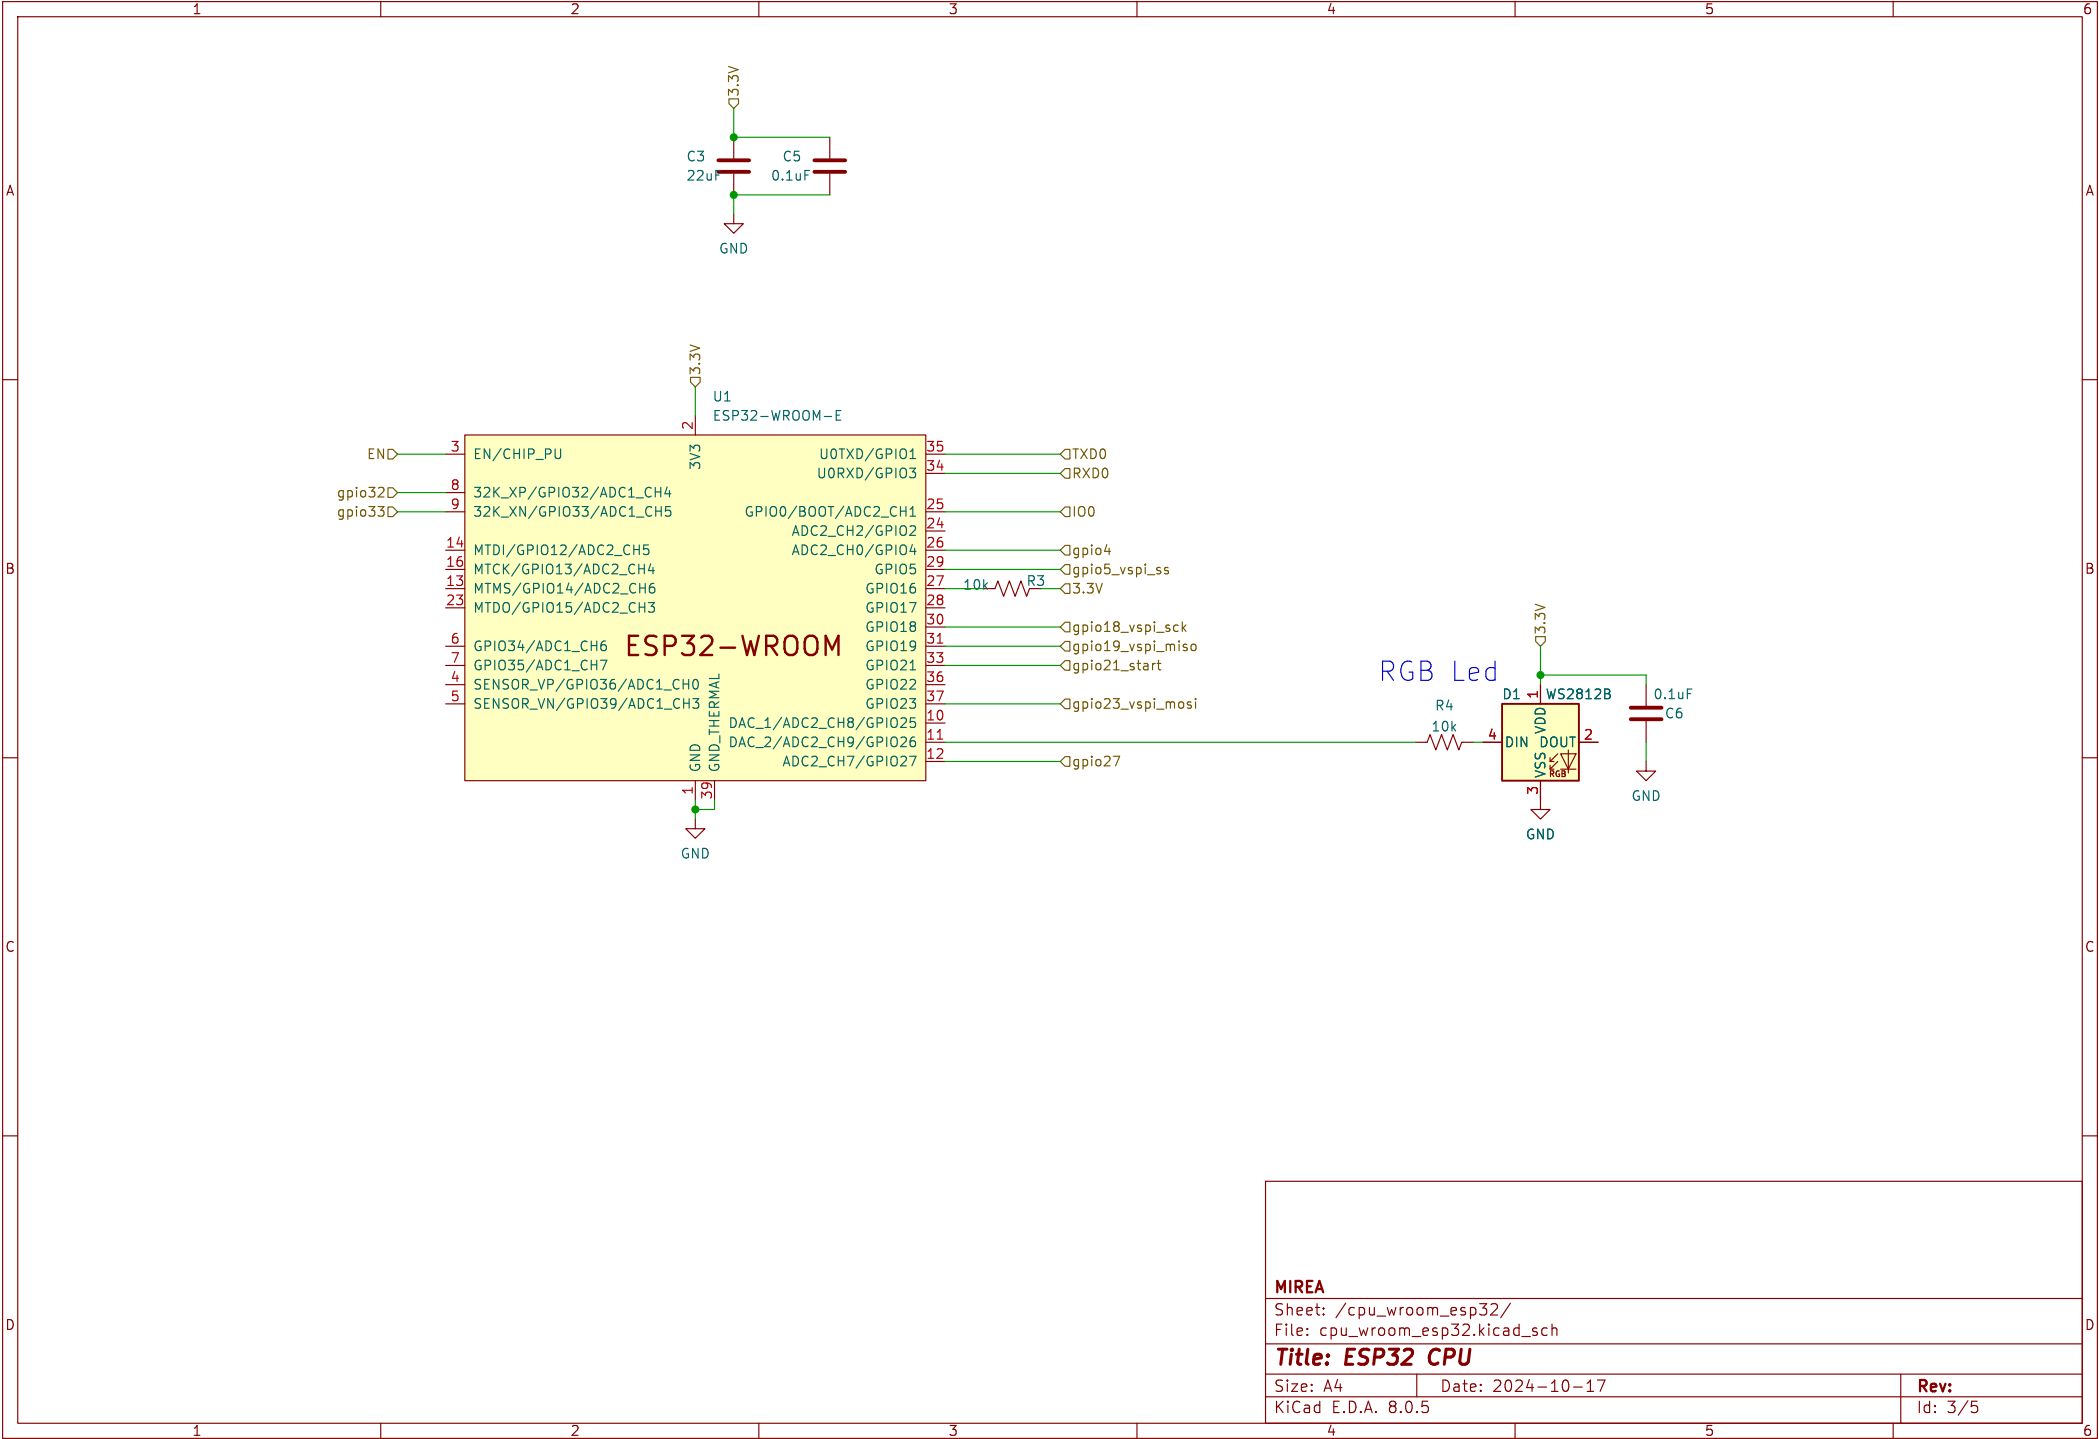 1 2 3 4 5 6
A A
B B
C C
D D
3.3V
C3
22uF
C5
0.1uF
GND
3.3V
U1
ESP32-WROOM-E
2
3V3
EN 3 EN/CHIP_PU
gpio32 8 32K_XP/GPIO32/ADC1_CH4
gpio33 9 32K_XN/GPIO33/ADC1_CH5
14 MTDI/GPIO12/ADC2_CH5
16 MTCK/GPIO13/ADC2_CH4
13 MTMS/GPIO14/ADC2_CH6
23 MTDO/GPIO15/ADC2_CH3
6 GPIO34/ADC1_CH6
7 GPIO35/ADC1_CH7
4 SENSOR_VP/GPIO36/ADC1_CH0
5 SENSOR_VN/GPIO39/ADC1_CH3
ESP32-WROOM
U0TXD/GPIO1 35 TXD0
U0RXD/GPIO3 34 RXD0
GPIO0/BOOT/ADC2_CH1 25 IO0
ADC2_CH2/GPIO2 24
ADC2_CH0/GPIO4 26 gpio4
GPIO5 29 gpio5_vspi_ss
GPIO16 27 10k R3 3.3V
GPIO17 28
GPIO18 30 gpio18_vspi_sck
GPIO19 31 gpio19_vspi_miso
GPIO21 33 gpio21_start
GPIO22 36
GPIO23 37 gpio23_vspi_mosi
DAC_1/ADC2_CH8/GPIO25 10
DAC_2/ADC2_CH9/GPIO26 11
ADC2_CH7/GPIO27 12 gpio27
GND
GND_THERMAL
1
39
GND
RGB Led
3.3V
R4
10k
D1 WS2812B
1
VDD
4 DIN DOUT 2
VSS
RGB
3
GND
0.1uF
C6
GND
MIREA
Sheet: /cpu_wroom_esp32/
File: cpu_wroom_esp32.kicad_sch
Title: ESP32 CPU
Size: A4 Date: 2024-10-17 Rev:
KiCad E.D.A. 8.0.5 Id: 3/5
1 2 3 4 5 6